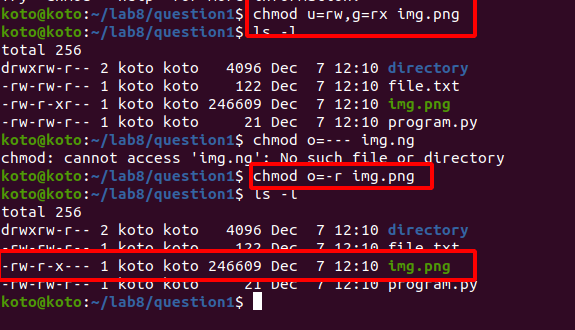 koto@koto:~/lab8/question1$ chmod u=rw,g=rx img.png
koto@koto:~/lab8/question1$ ls -l
total 256
drwxrw-r-- 2 koto koto 4096 Dec 7 12:10 directory
-rw-rw-r-- 1 koto koto 122 Dec 7 12:10 file.txt
-rw-r-xr-- 1 koto koto 246609 Dec 7 12:10 img.png
-rw-rw-r-- 1 koto koto 21 Dec 7 12:10 program.py
koto@koto:~/lab8/question1$ chmod o=--- img.ng
chmod: cannot access 'img.ng': No such file or directory
koto@koto:~/lab8/question1$ chmod o=-r img.png
koto@koto:~/lab8/question1$ ls -l
total 256
drwxrw-r-- 2 koto koto 4096 Dec 7 12:10 directory
-rw-rw-r-- 1 koto koto 122 Dec 7 12:10 file.txt
-rw-r-x--- 1 koto koto 246609 Dec 7 12:10 img.png
-rw-rw-r-- 1 koto koto 21 Dec 7 12:10 program.py
koto@koto:~/lab8/question1$